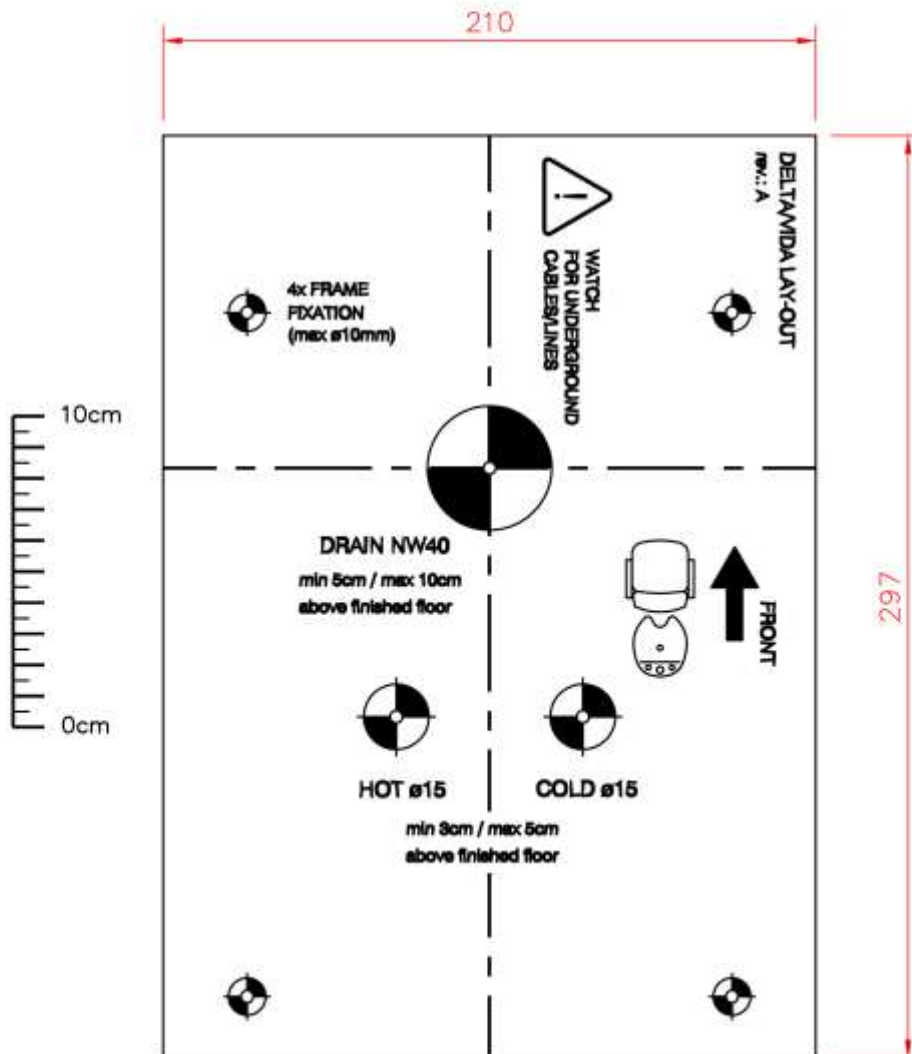 210
DELTA/VIDA LAY-OUT
rev.: A
WATCH
FOR UNDERGROUND
CABLES/LINES
4x FRAME
FIXATION
(max ø10mm)
10cm
DRAIN NW40
min 5cm / max 10cm
above finished floor
FRONT
297
0cm
HOT ø15
COLD ø15
min 3cm / max 5cm
above finished floor